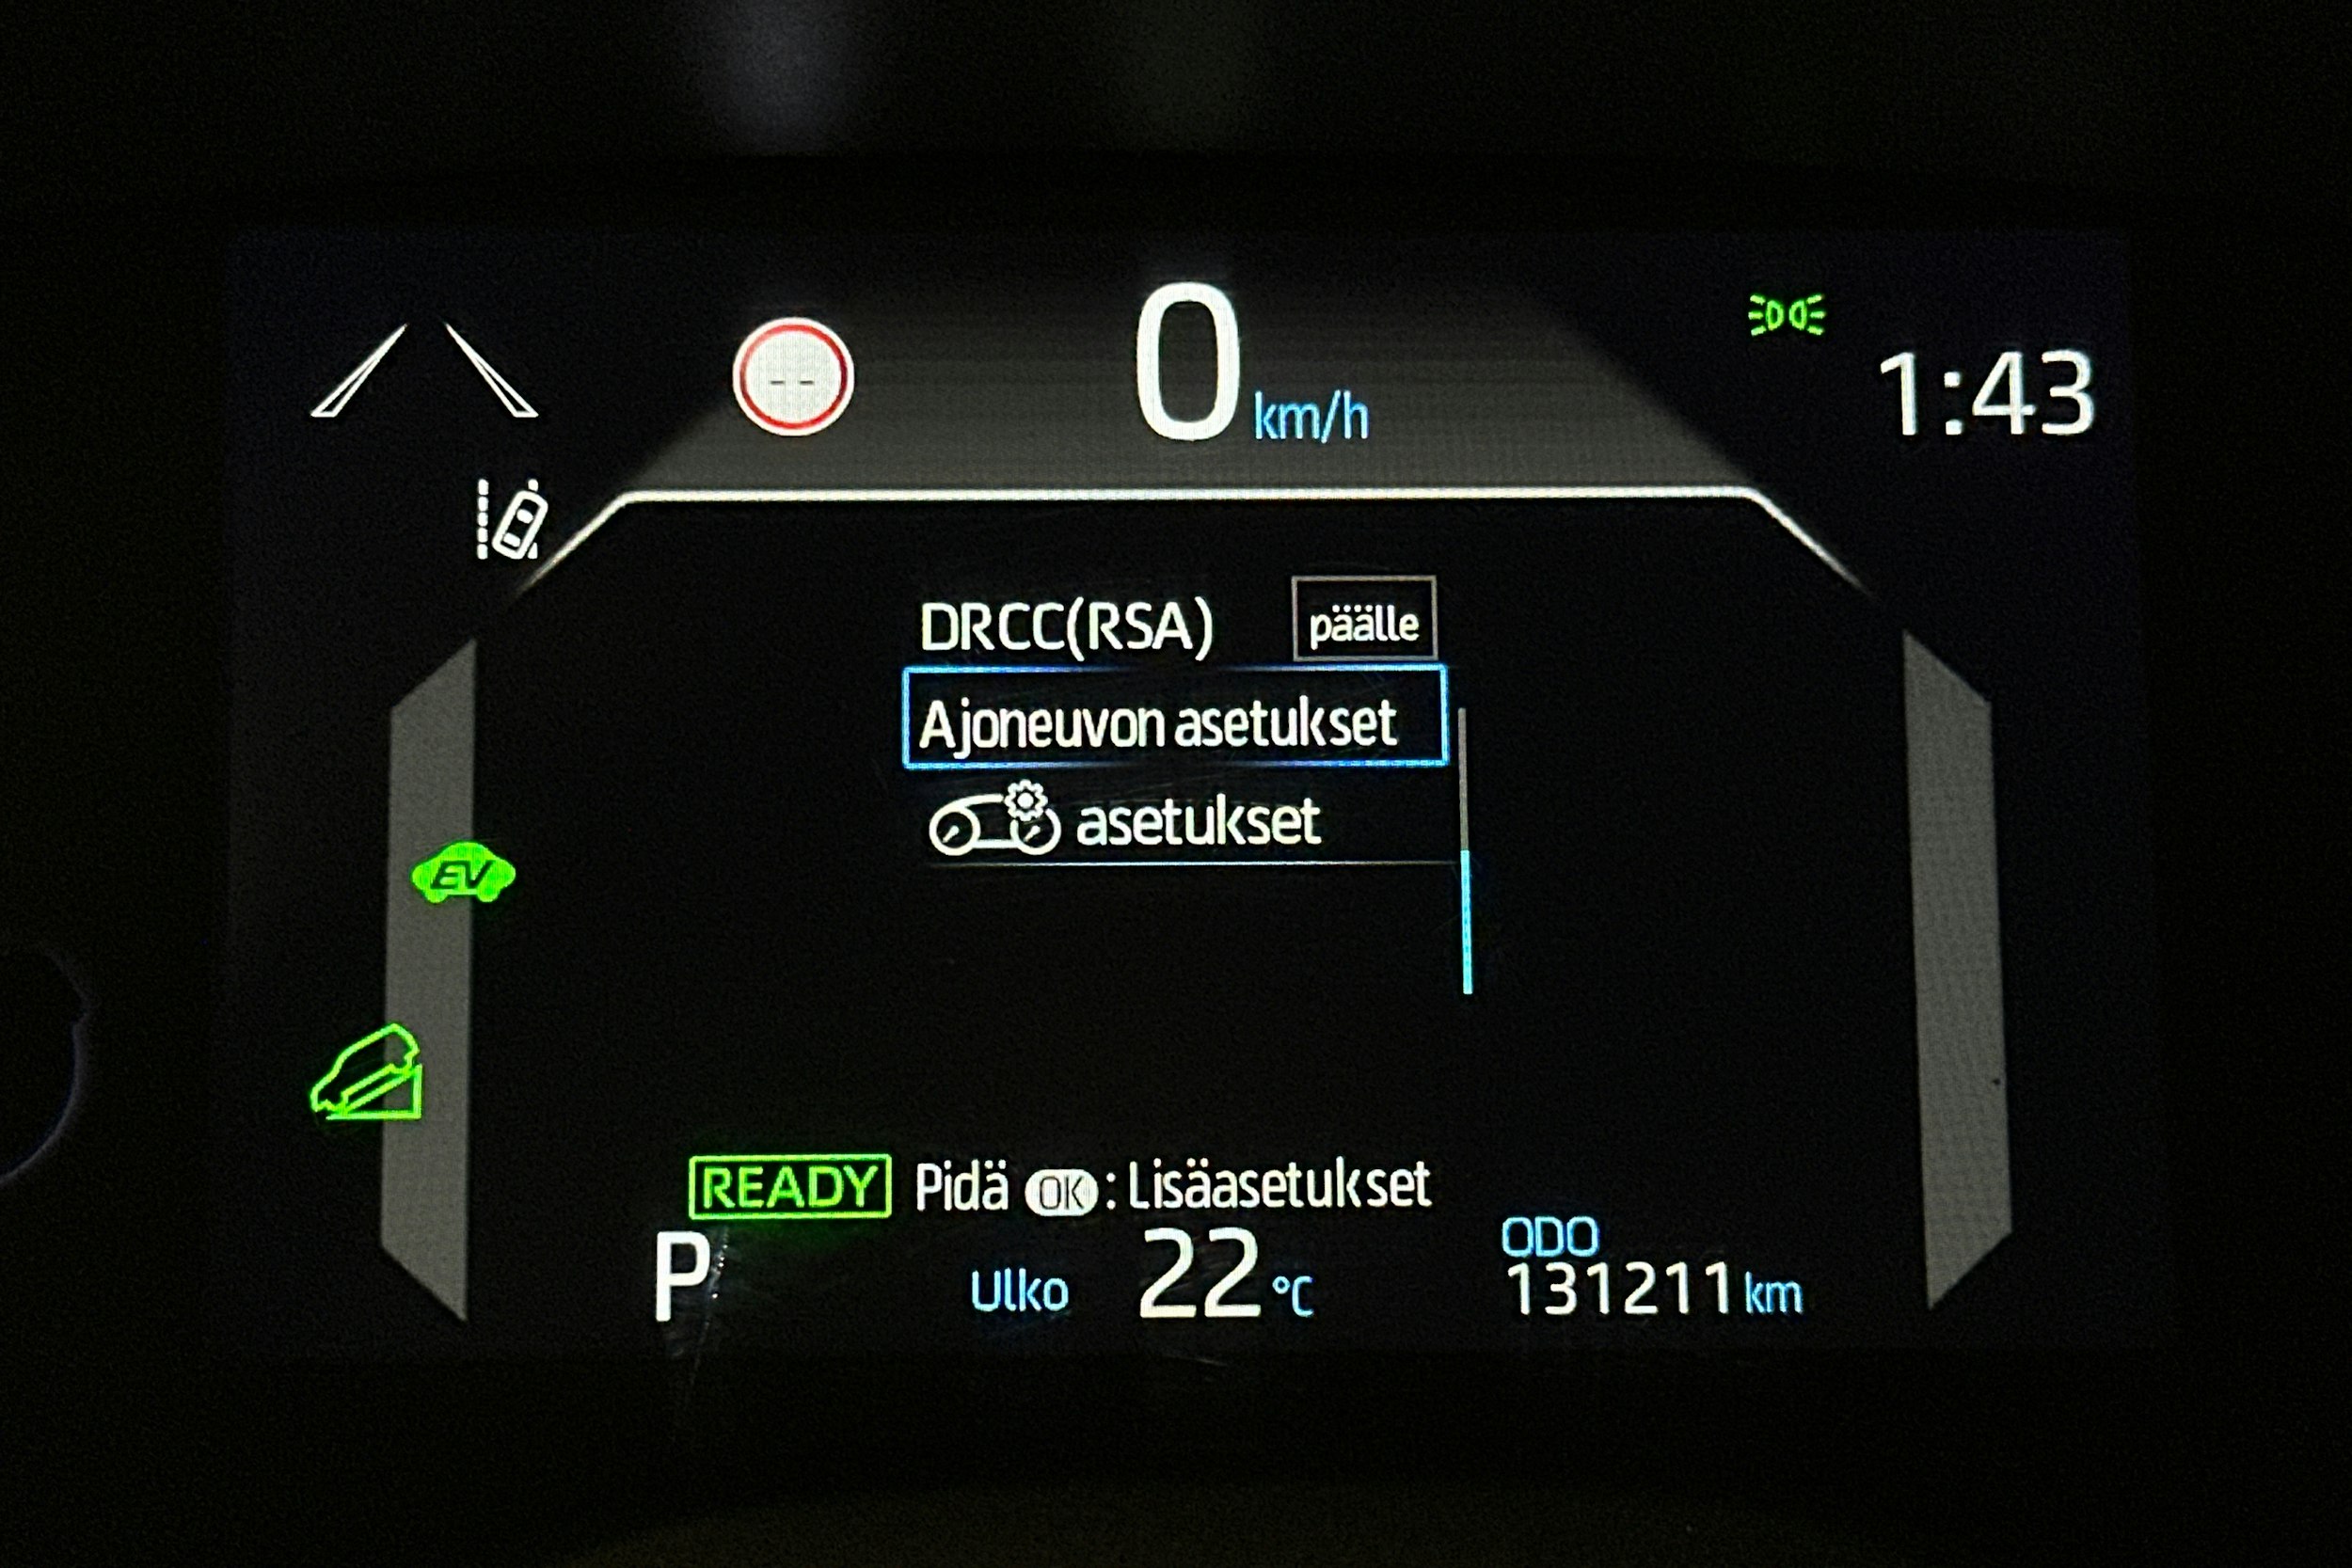 -- 0 km/h
1:43
DRCC(RSA) päälle
Ajoneuvon asetukset
asetukset
EV
READY Pidä OK : Lisäasetukset
P Ulko 22 °C
ODO
131211 km